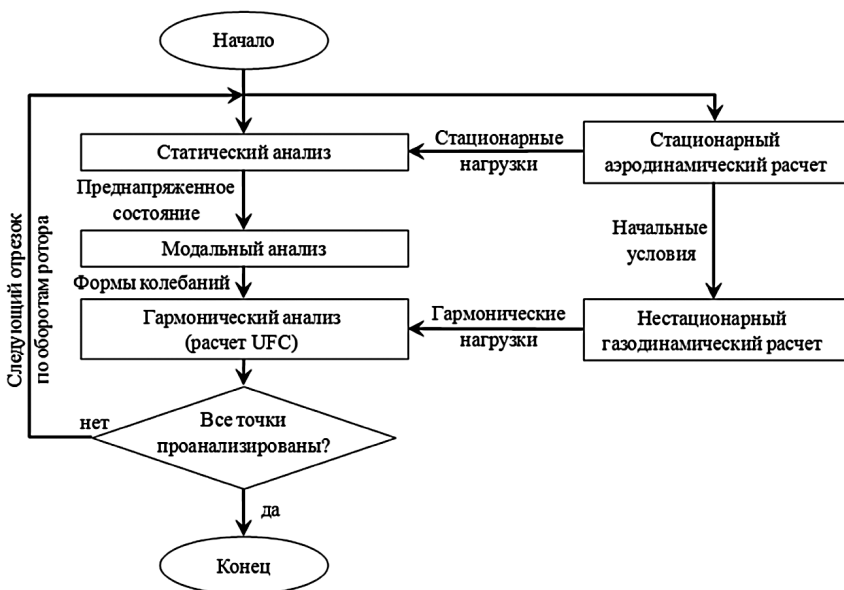 Начало
Статический анализ
Стационарные
нагрузки
Стационарный
аэродинамический расчет
Преднапряженное
состояние
Начальные
условия
Модальный анализ
Формы колебаний
Гармонический анализ
(расчет UFC)
Гармонические
нагрузки
Нестационарный
газодинамический расчет
Следующий отрезок
по оборотам ротора
нет
Все точки
проанализированы?
да
Конец